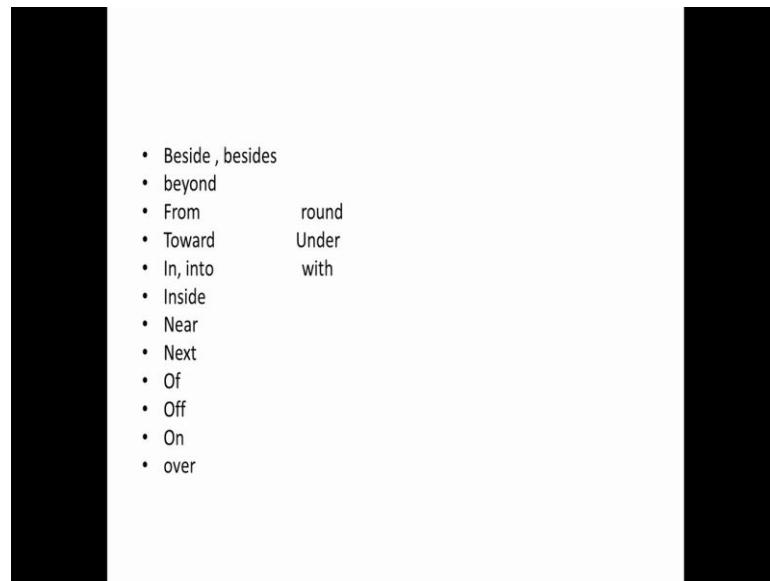 • Beside , besides
• beyond
• From round
• Toward Under
• In, into with
• Inside
• Near
• Next
• Of
• Off
• On
• over